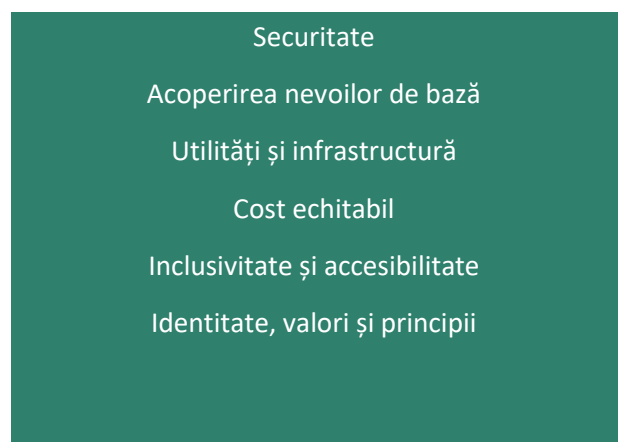 Securitate
Acoperirea nevoilor de bază
Utilități și infrastructură
Cost echitabil
Inclusivitate și accesibilitate
Identitate, valori și principii